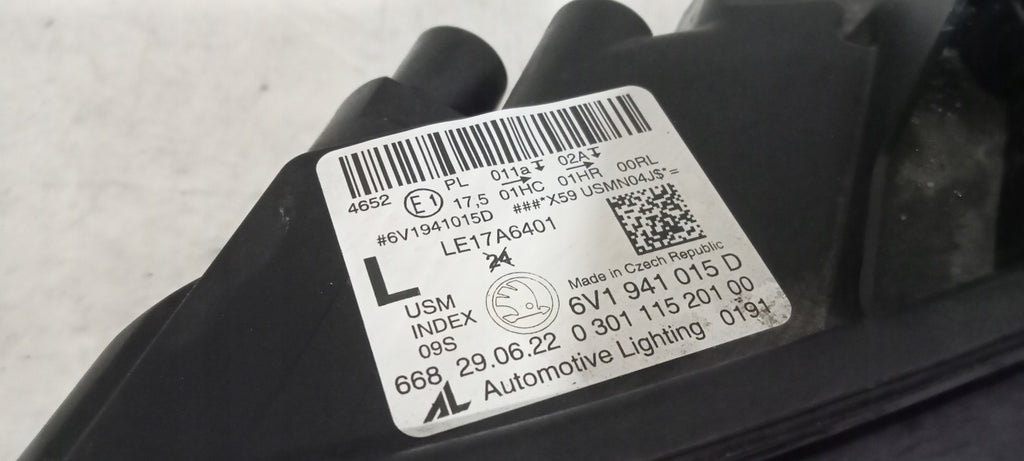 4652
E1
PL 011a 02A
17,5 01HC 01HR 00RL
#6V1941015D ###*X59 USMN04J$*=
LE17A6401
24
L
USM
INDEX
09S
Made in Czech Republic
6V1 941 015 D
668 29.06.22 0 301 115 201 00
AL Automotive Lighting 0191